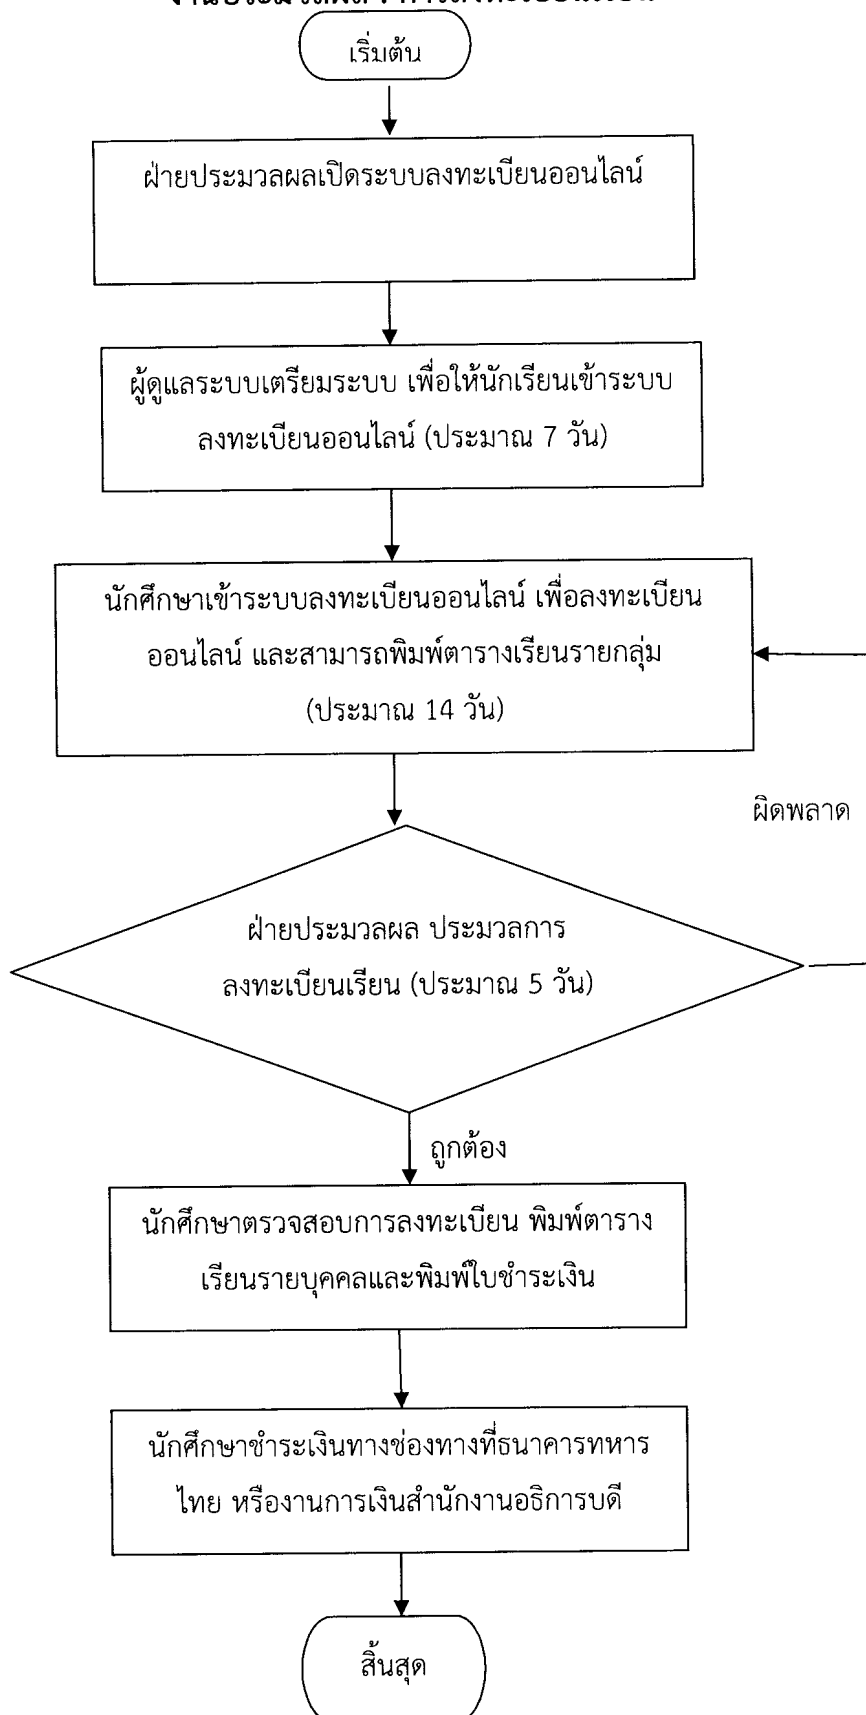 เริ่มต้น
ฝ่ายประมวลผลเปิดระบบลงทะเบียนออนไลน์
ผู้ดูแลระบบเตรียมระบบ เพื่อให้นักเรียนเข้าระบบ
ลงทะเบียนออนไลน์ (ประมาณ 7 วัน)
นักศึกษาเข้าระบบลงทะเบียนออนไลน์ เพื่อลงทะเบียน
ออนไลน์ และสามารถพิมพ์ตารางเรียนรายกลุ่ม
(ประมาณ 14 วัน)
ผิดพลาด
ฝ่ายประมวลผล ประมวลการ
ลงทะเบียนเรียน (ประมาณ 5 วัน)
ถูกต้อง
นักศึกษาตรวจสอบการลงทะเบียน พิมพ์ตาราง
เรียนรายบุคคลและพิมพ์ใบชำระเงิน
นักศึกษาชำระเงินทางช่องทางที่ธนาคารทหาร
ไทย หรืองานการเงินสำนักงานอธิการบดี
สิ้นสุด